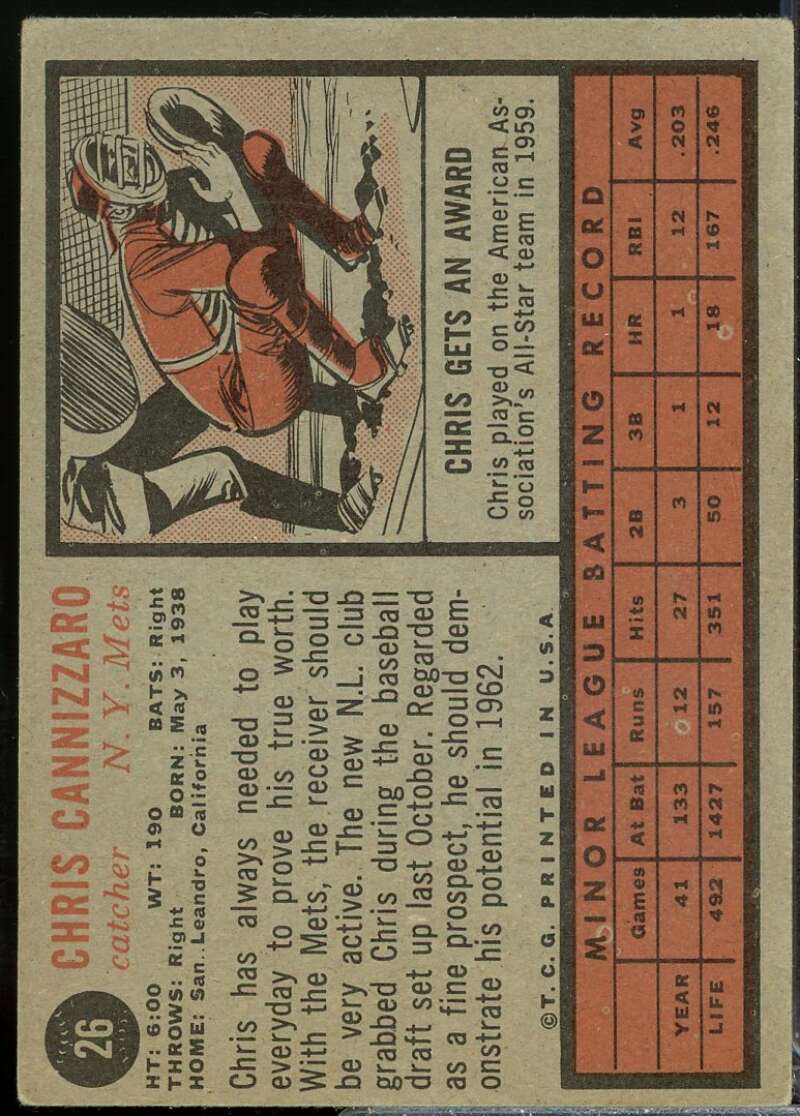 26
CHRIS CANNIZZARO
catcher N. Y. Mets
HT: 6:00 WT: 190 BATS: Right
THROWS: Right BORN: May 3, 1938
HOME: San Leandro, California
Chris has always needed to play
everyday to prove his true worth.
With the Mets, the receiver should
be very active. The new N.L. club
grabbed Chris during the baseball
draft set up last October. Regarded
as a fine prospect, he should dem-
onstrate his potential in 1962.
©T.C.G. PRINTED IN U.S.A
CHRIS GETS AN AWARD
Chris played on the American As-
sociation's All-Star team in 1959.
MINOR LEAGUE BATTING RECORD
Games At Bat Runs Hits 2B 3B HR RBI Avg
YEAR 41 133 12 27 3 1 1 12 .203
LIFE 492 1427 157 351 50 12 18 167 .246